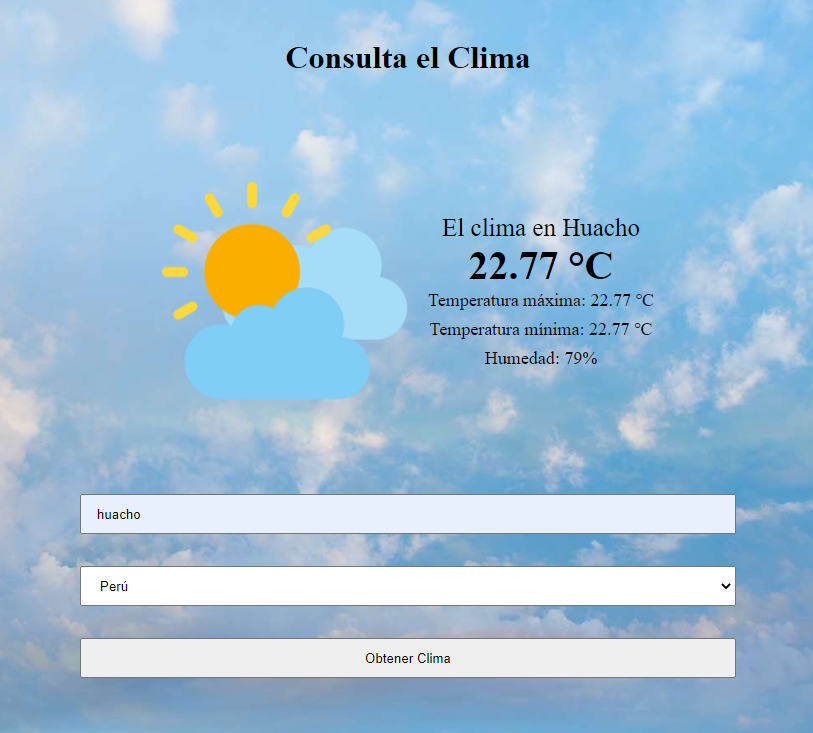 Consulta el Clima
El clima en Huacho
22.77 °C
Temperatura máxima: 22.77 °C
Temperatura mínima: 22.77 °C
Humedad: 79%
huacho
Perú
Obtener Clima